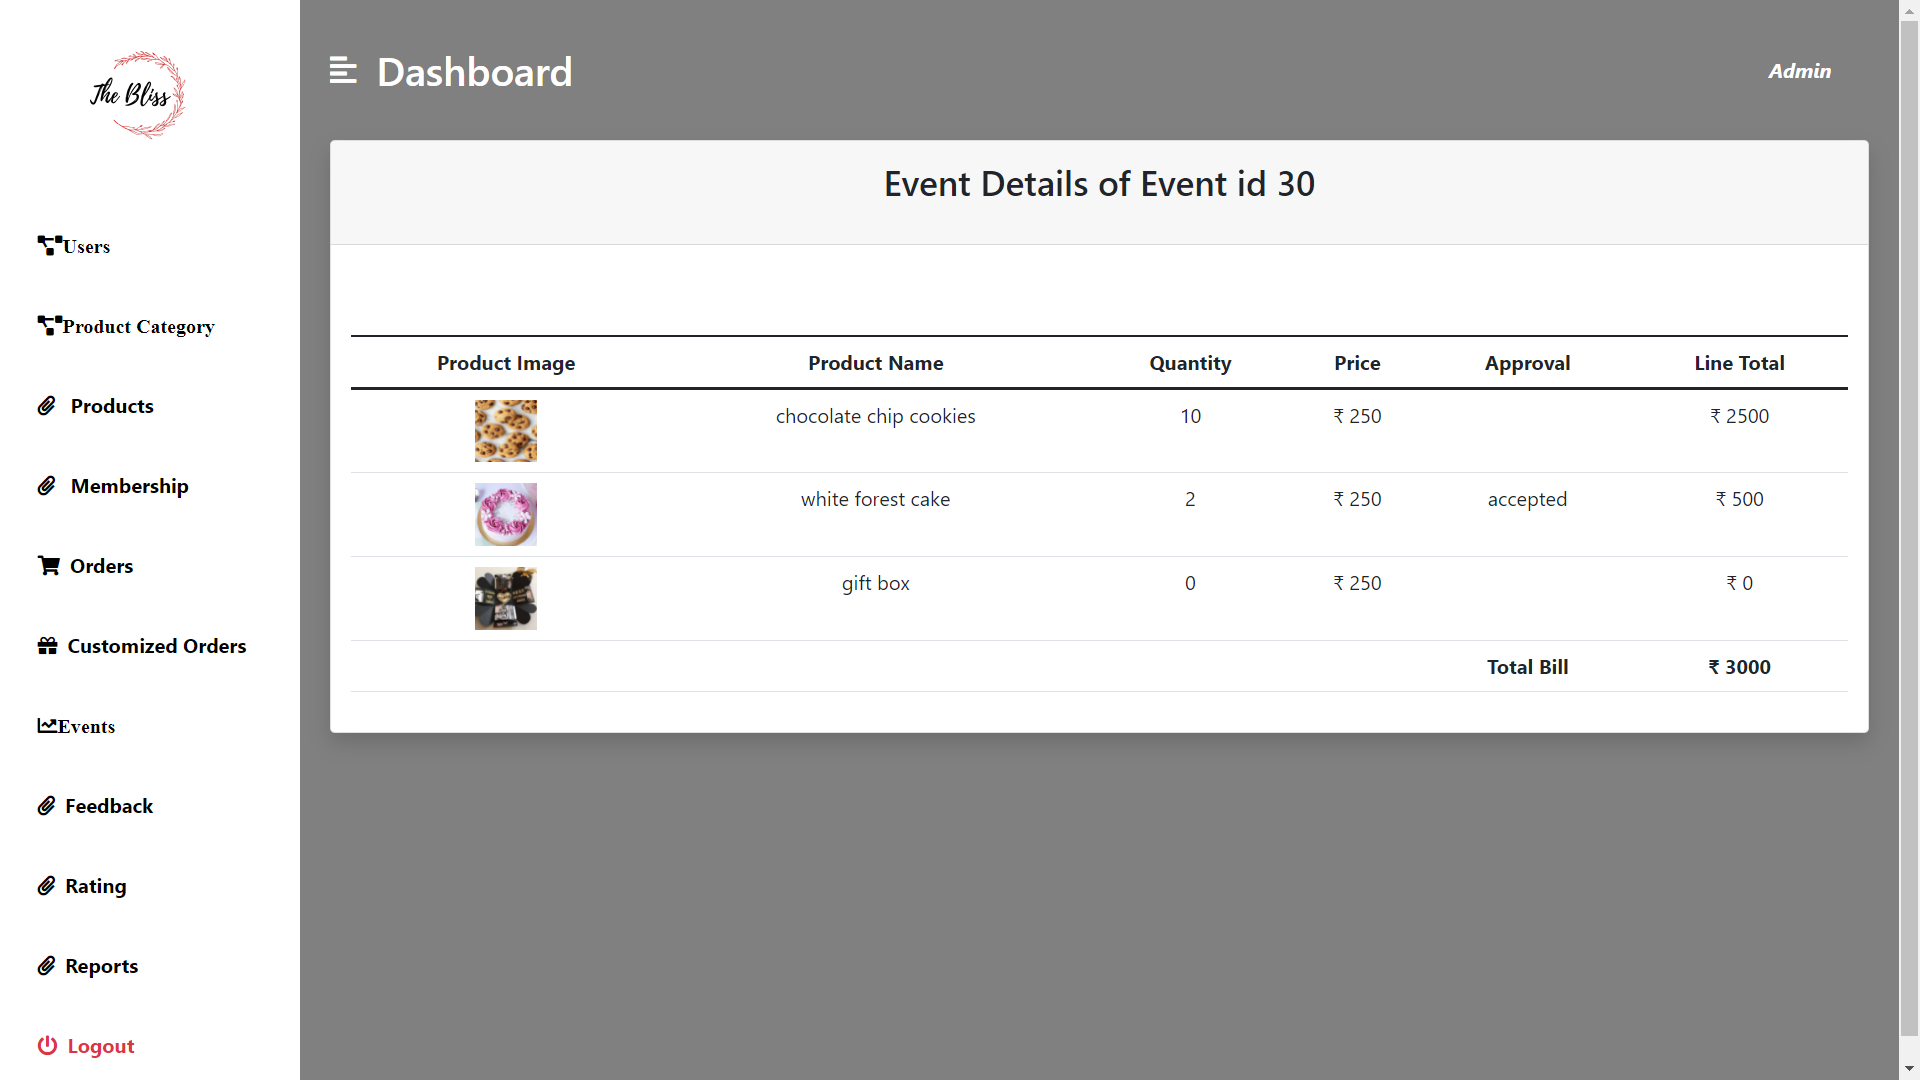 The Bliss
Users
Product Category
Products
Membership
Orders
Customized Orders
Events
Feedback
Rating
Reports
Logout
Dashboard
Admin
Event Details of Event id 30
Product Image Product Name Quantity Price Approval Line Total
chocolate chip cookies 10 ₹ 250 ₹ 2500
white forest cake 2 ₹ 250 accepted ₹ 500
gift box 0 ₹ 250 ₹ 0
Total Bill ₹ 3000